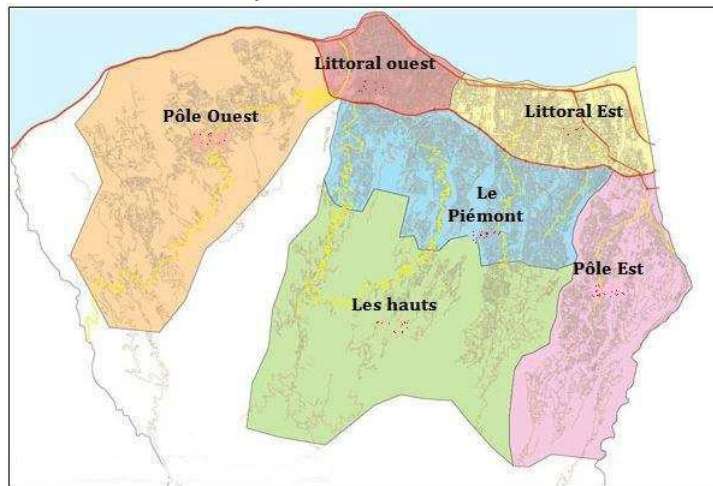 Littoral ouest
Pôle Ouest
Littoral Est
Le
Piémont
Pôle Est
Les hauts